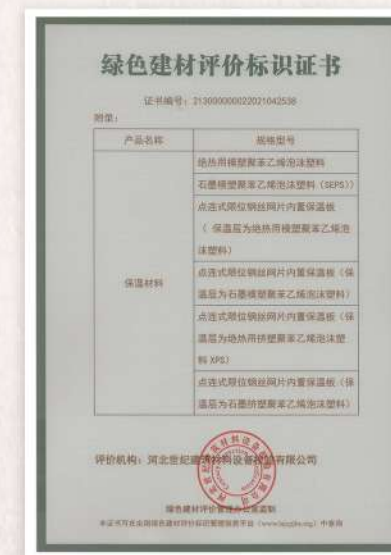 绿色建材评价标识证书
证书编号：21300000022021042538
附录：
产品名称
规格型号
保温材料
绝热用模塑聚苯乙烯泡沫塑料
石墨模塑聚苯乙烯泡沫塑料（SEPS））
点连式限位钢丝网片内置保温板
（ 保温层为绝热用模塑聚苯乙烯泡
沫塑料）
点连式限位钢丝网片内置保温板（保
温层为石墨模塑聚苯乙烯泡沫塑料）
点连式限位钢丝网片内置保温板（保
温层为绝热用挤塑聚苯乙烯泡沫塑
料 XPS）
点连式限位钢丝网片内置保温板（保
温层为石墨挤塑聚苯乙烯泡沫塑料）
评价机构：河北世纪建筑材料设备检验有限公司
绿色建材评价管理办公室监制